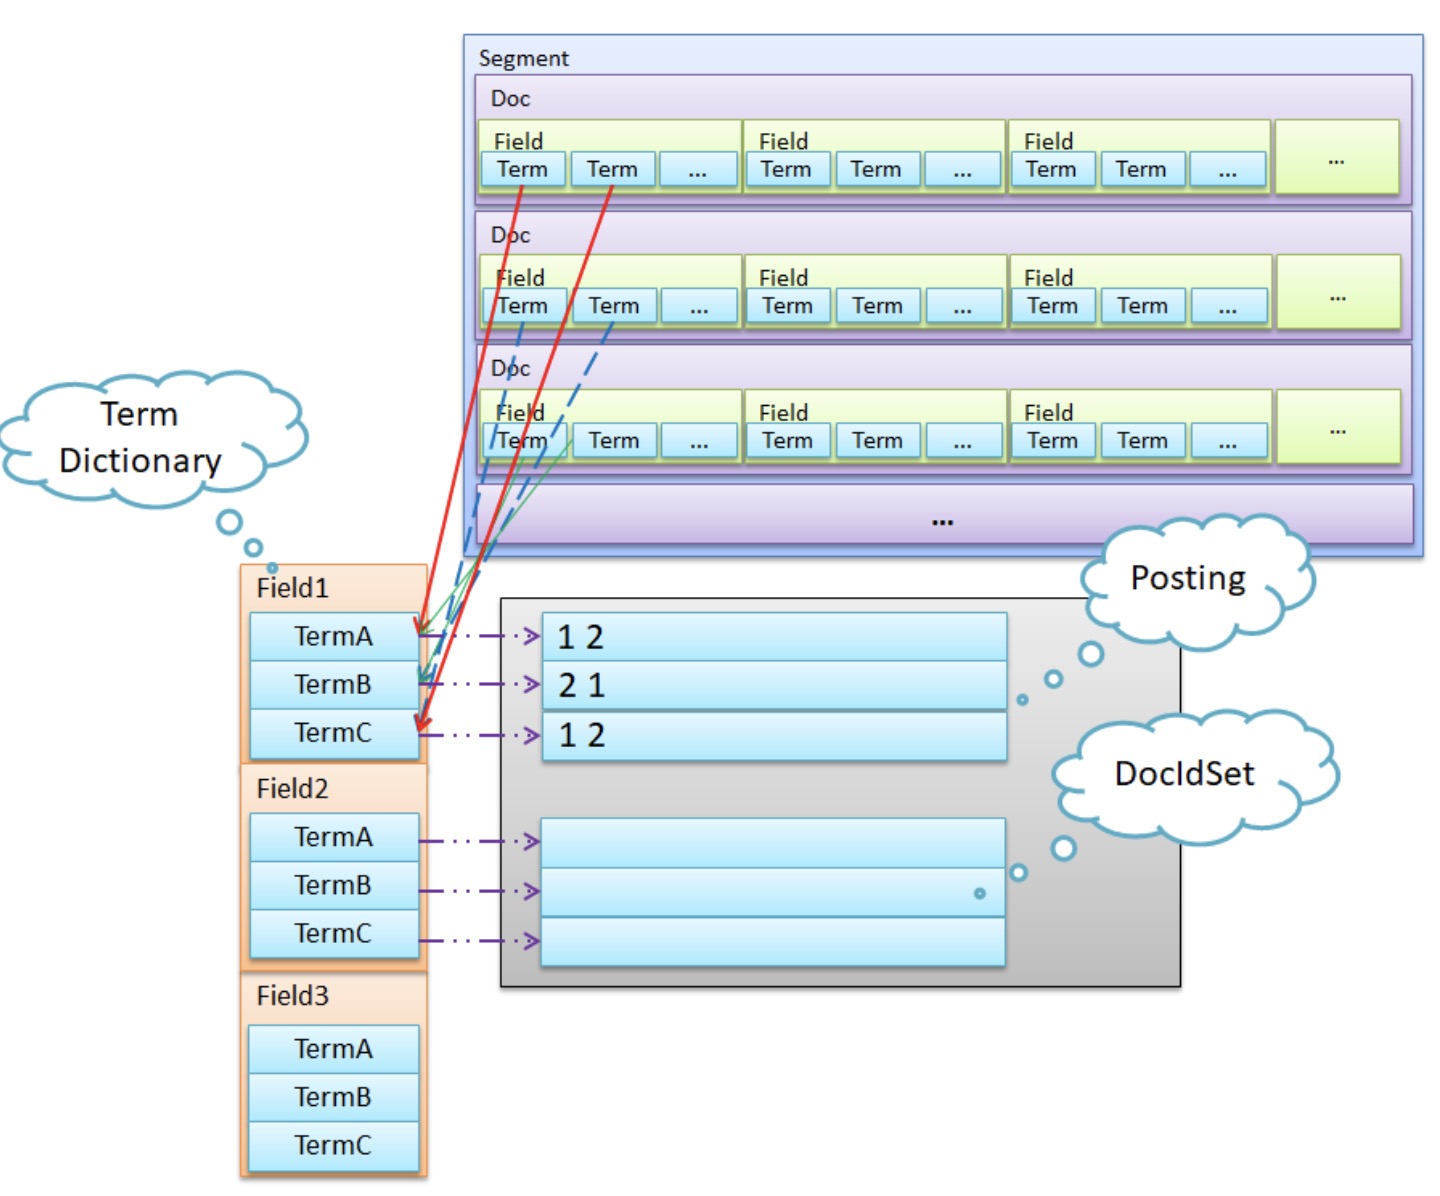 Segment
Doc
Field Field Field
Term Term ... Term Term ... Term Term ... ...
Doc
Field Field Field
Term Term ... Term Term ... Term Term ... ...
Doc
Field Field Field
Term Term ... Term Term ... Term Term ... ...
...
Term
Dictionary
Posting
DocIdSet
Field1
TermA
TermB
TermC
1 2
2 1
1 2
Field2
TermA
TermB
TermC
Field3
TermA
TermB
TermC